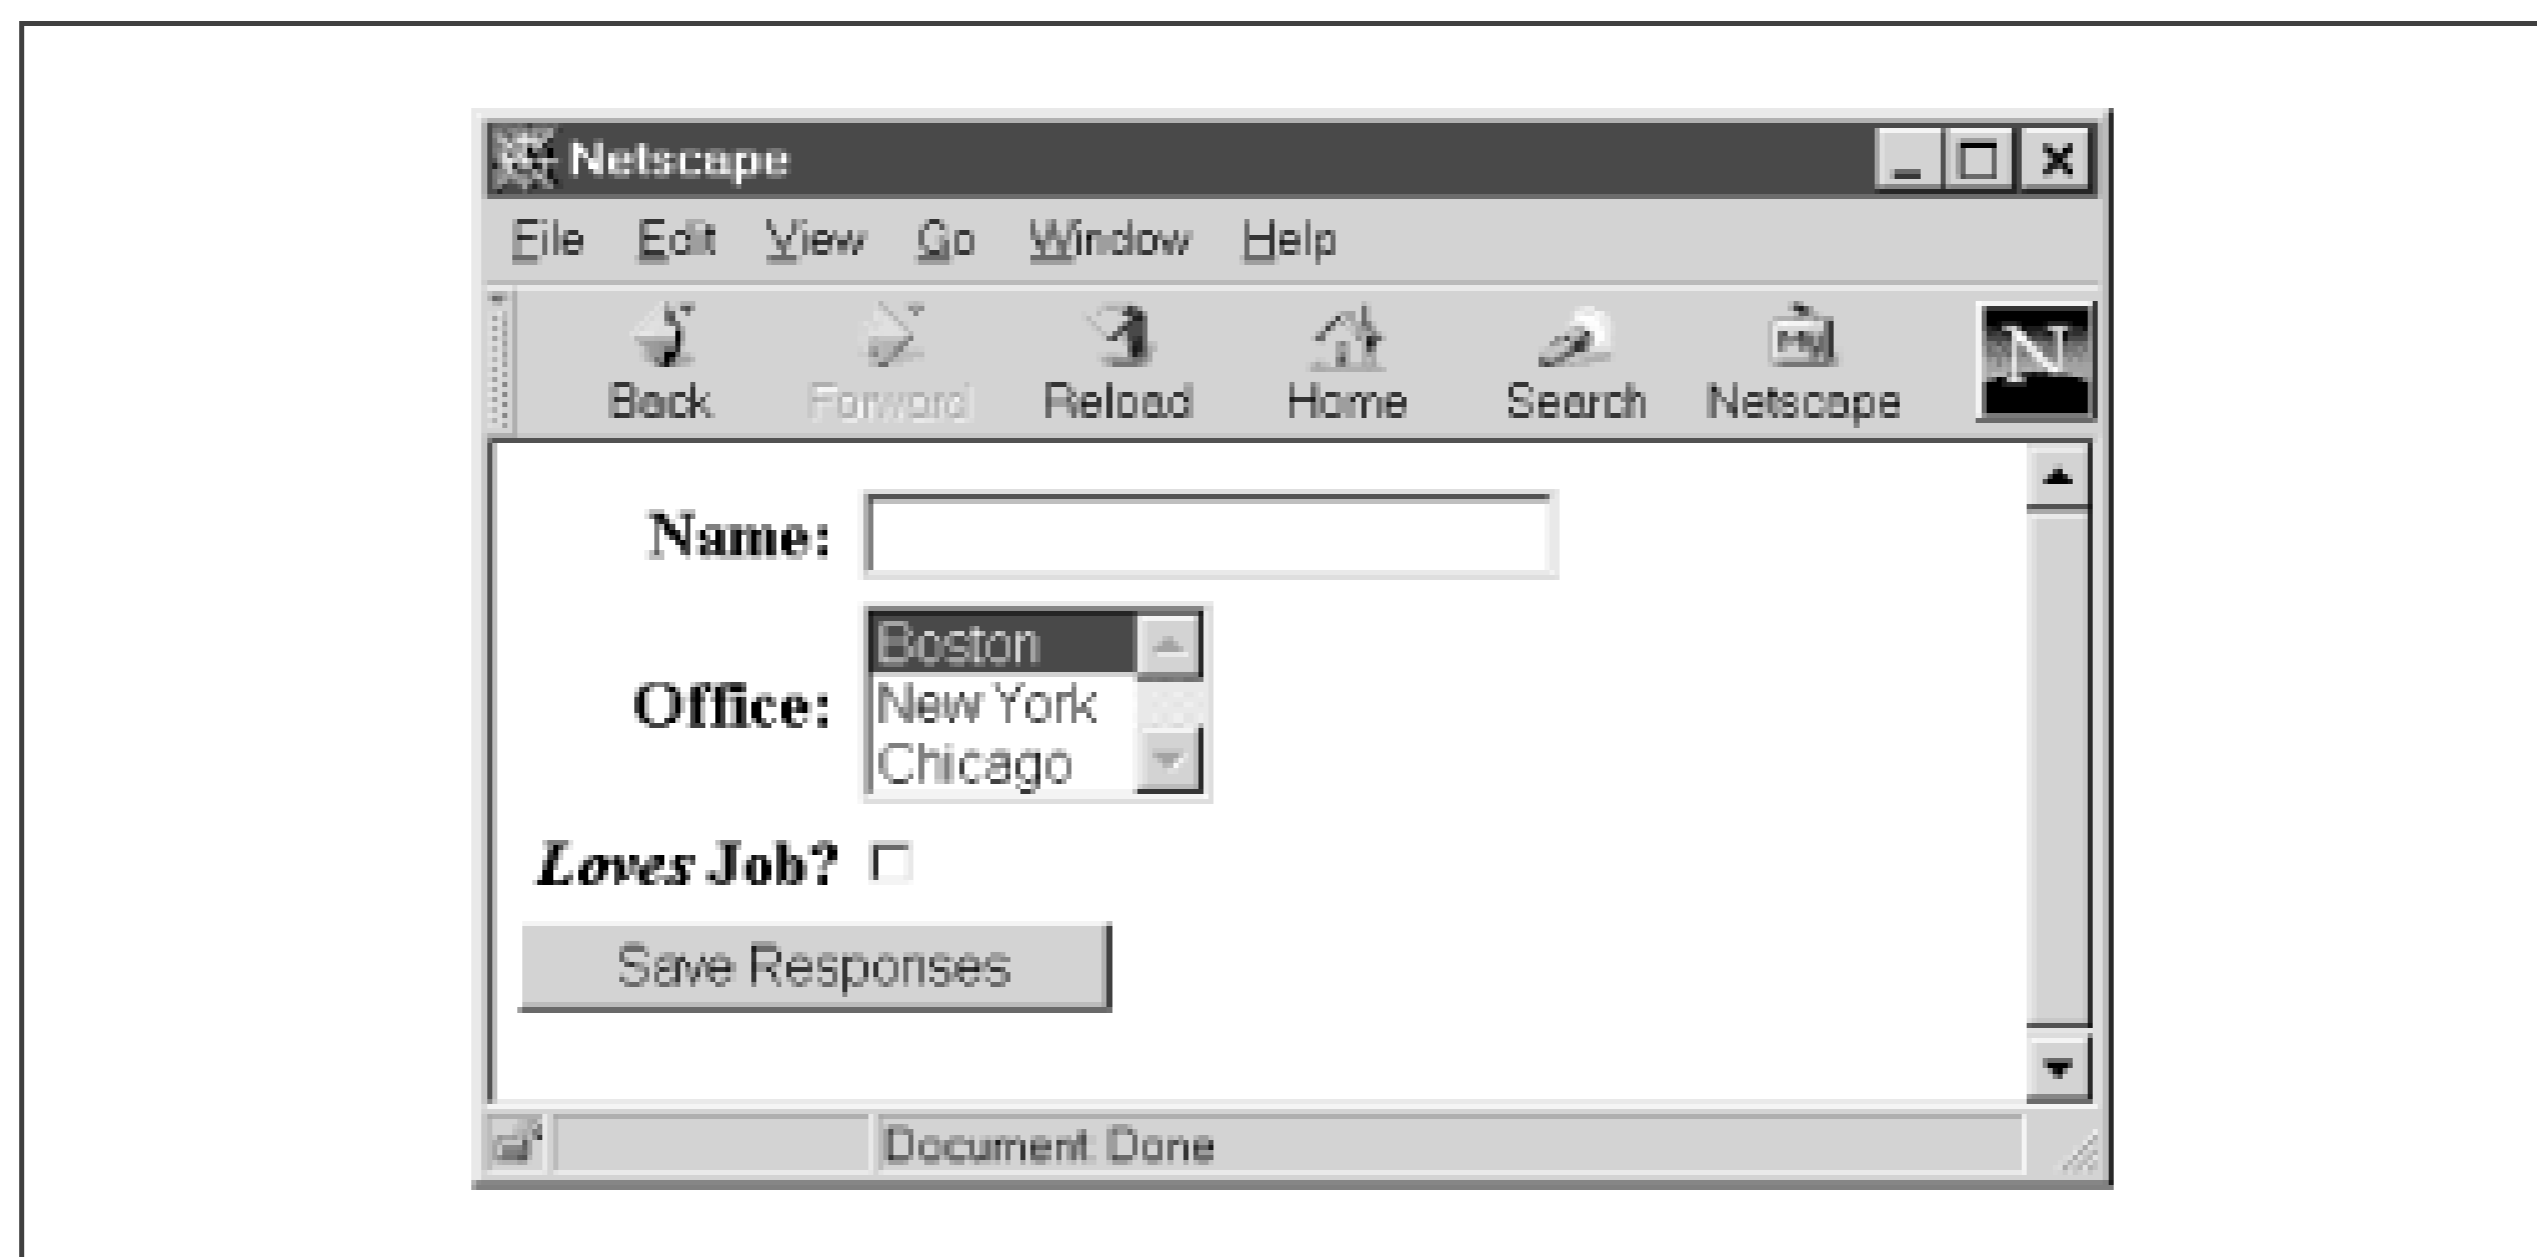 Netscape
File Edit View Go Window Help
Back Forward Reload Home Search Netscape
N
Name:
Boston
Office: New York
Chicago
Loves Job?
Save Responses
Document: Done